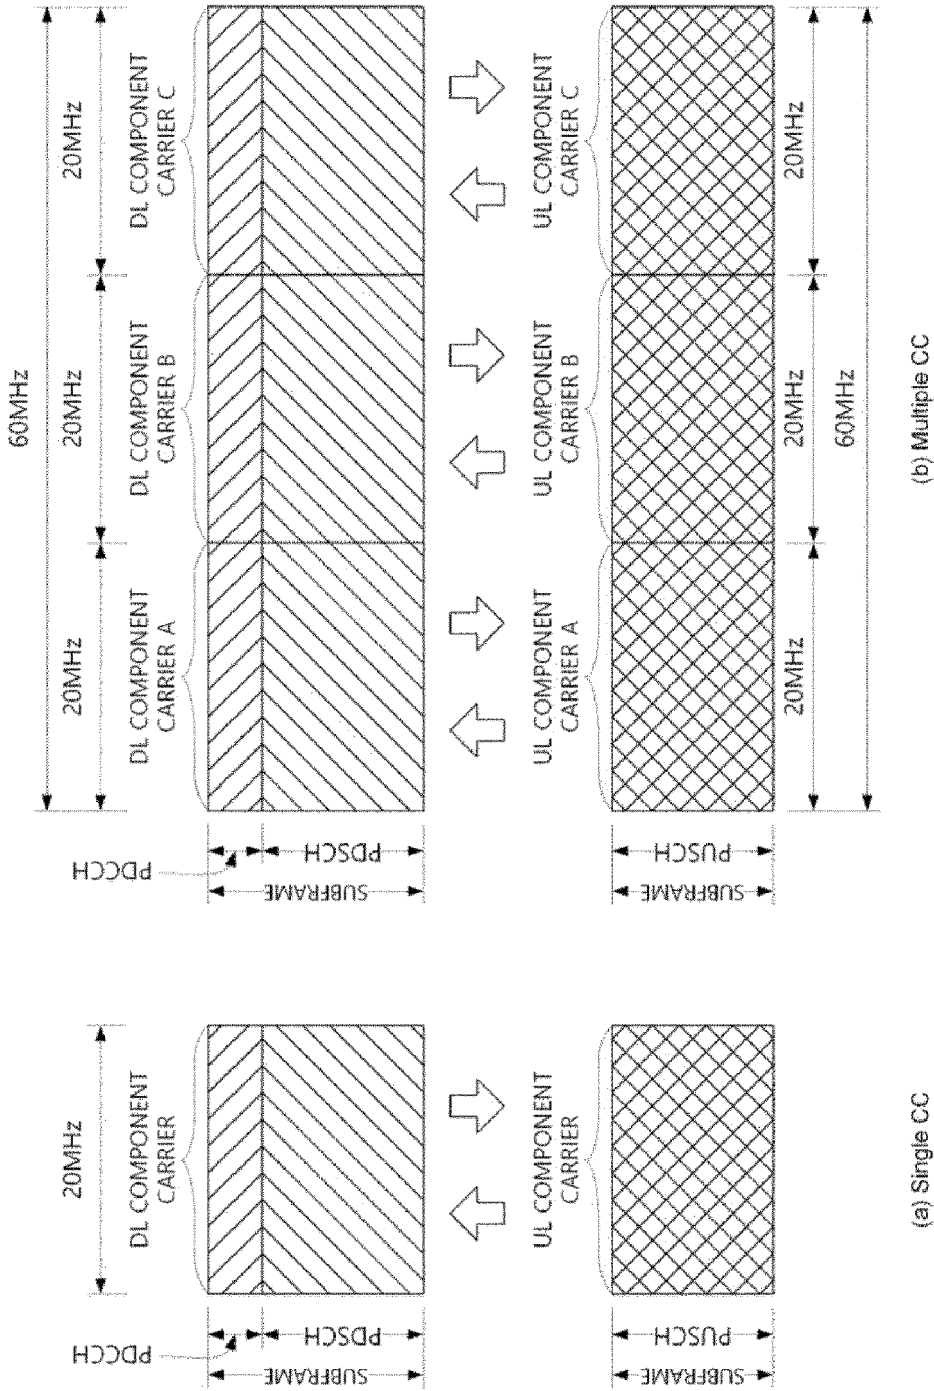 20MHz
DL COMPONENT
CARRIER
PDCCH
PDSCH
SUBFRAME
UL COMPONENT
CARRIER
PUSCH
SUBFRAME
(a) Single CC
60MHz
20MHz
20MHz
20MHz
DL COMPONENT
CARRIER A
DL COMPONENT
CARRIER B
DL COMPONENT
CARRIER C
PDCCH
PDSCH
SUBFRAME
UL COMPONENT
CARRIER A
UL COMPONENT
CARRIER B
UL COMPONENT
CARRIER C
PUSCH
SUBFRAME
20MHz
20MHz
20MHz
60MHz
(b) Multiple CC